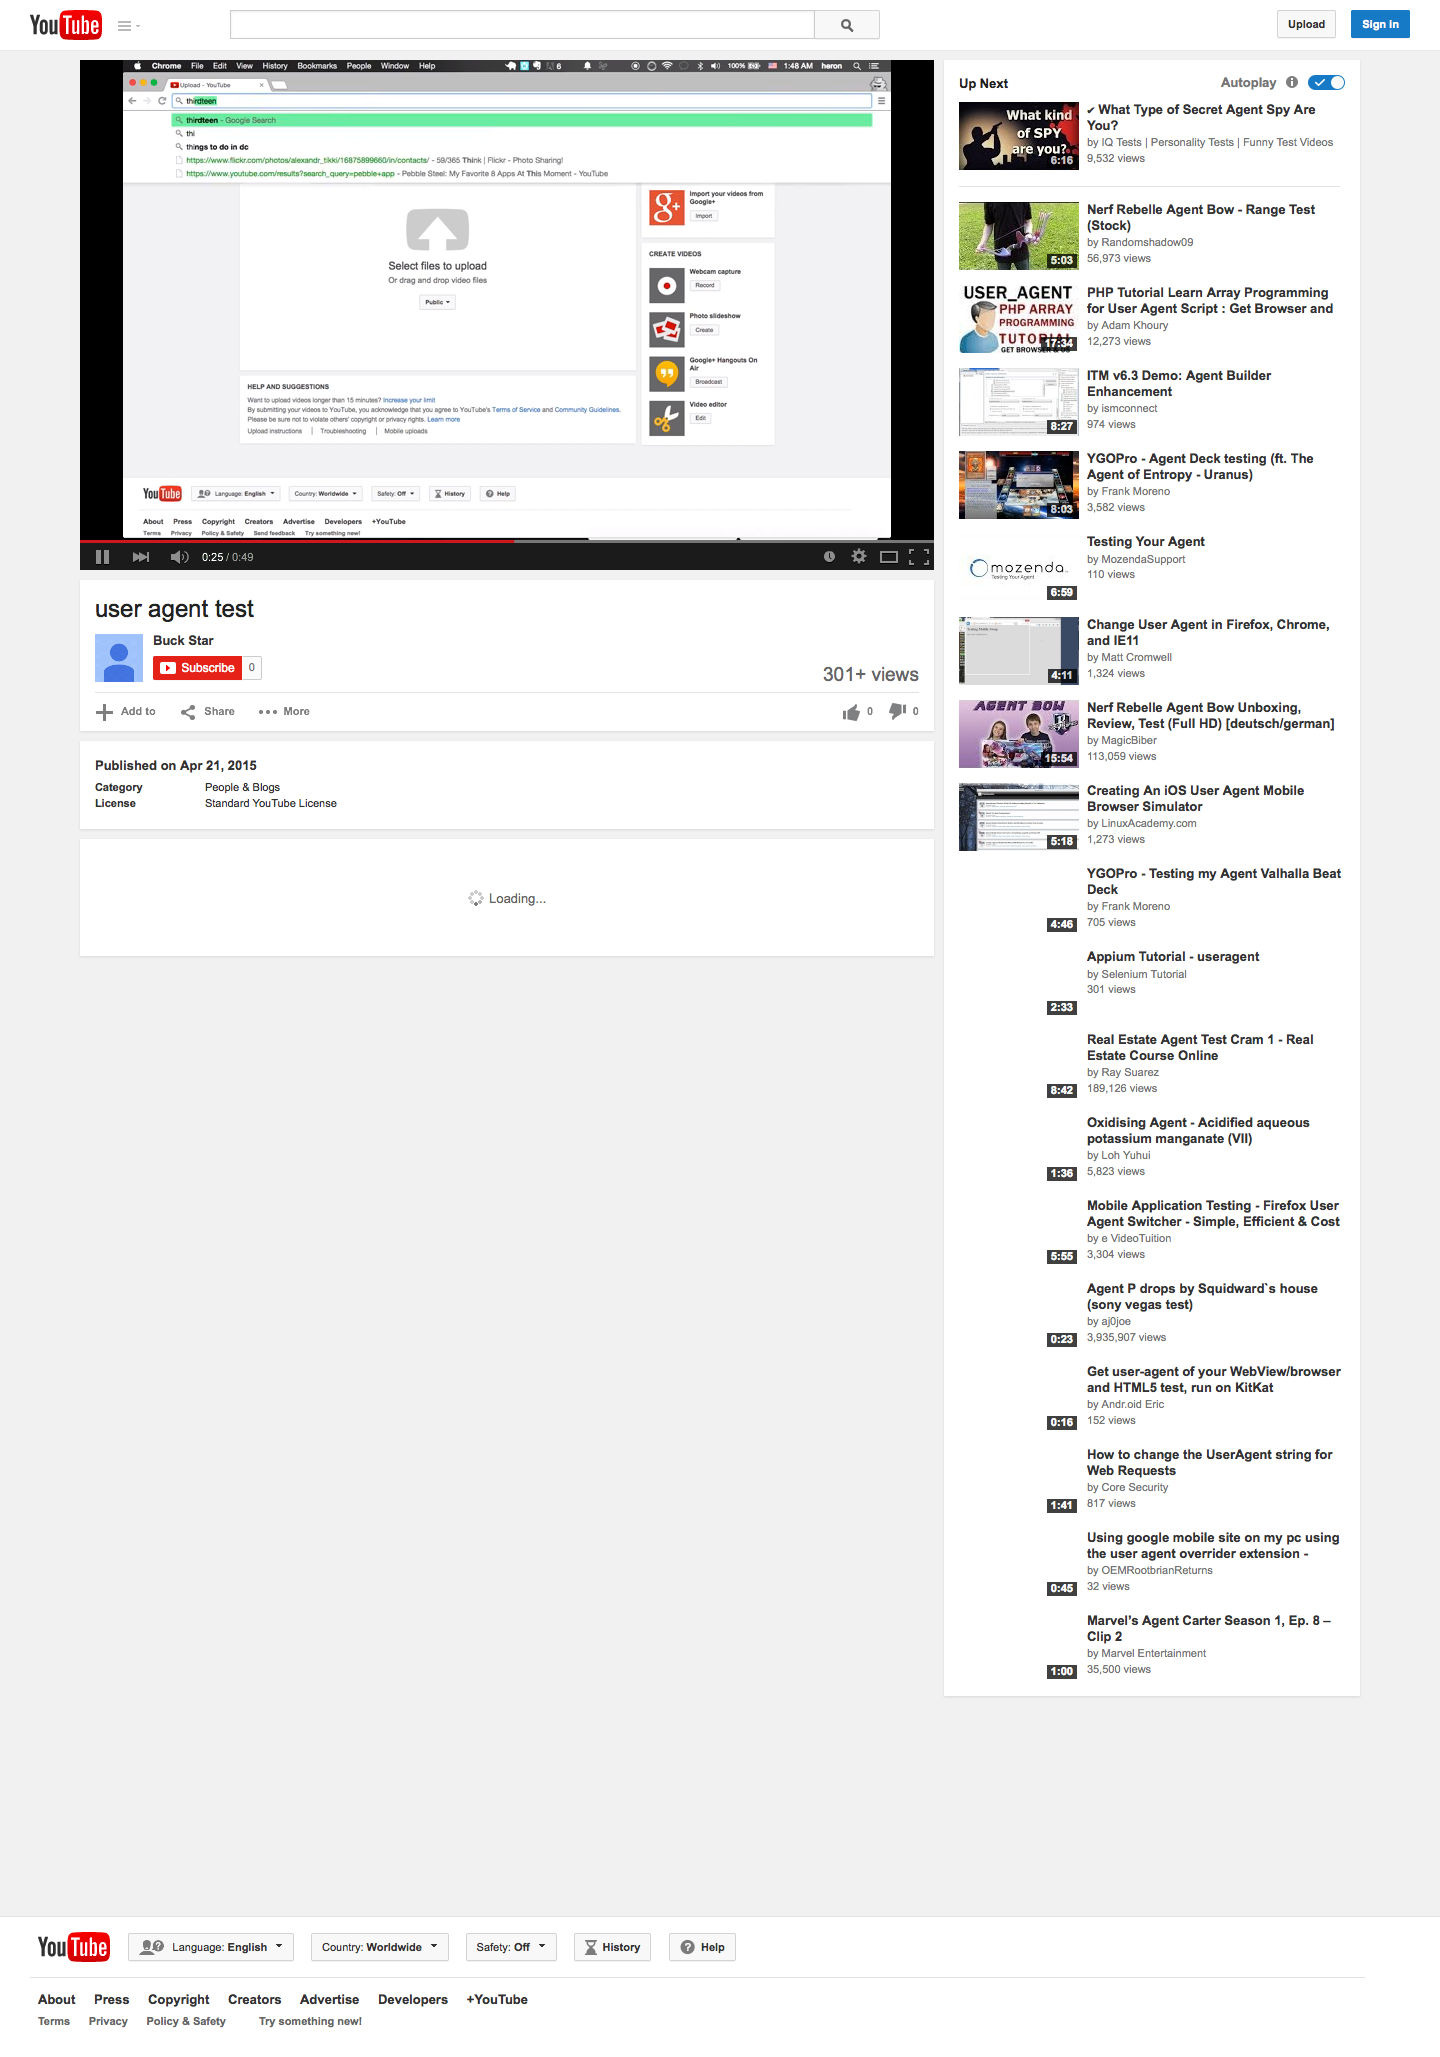 YouTube
Upload
Sign in
Chrome File Edit View History Bookmarks People Window Help
6
100%
1:48 AM heron
Upload - YouTube
thirdteen
thirdteen - Google Search
thi
things to do in dc
https://www.flickr.com/photos/alexandr_tikki/16875899660/in/contacts/ - 59/365 Think | Flickr - Photo Sharing!
https://www.youtube.com/results?search_query=pebble+app - Pebble Steel: My Favorite 8 Apps At This Moment - YouTube
Select files to upload
Or drag and drop video files
Public
Import your videos from
Google+
Import
CREATE VIDEOS
Webcam capture
Record
Photo slideshow
Create
Google+ Hangouts On
Air
Broadcast
Video editor
Edit
HELP AND SUGGESTIONS
Want to upload videos longer than 15 minutes? Increase your limit
By submitting your videos to YouTube, you acknowledge that you agree to YouTube's Terms of Service and Community Guidelines.
Please be sure not to violate others' copyright or privacy rights. Learn more
Upload instructions | Troubleshooting | Mobile uploads
YouTube Language: English Country: Worldwide Safety: Off History Help
About Press Copyright Creators Advertise Developers +YouTube
Terms Privacy Policy & Safety Send feedback Try something new!
0:25 / 0:49
user agent test
Buck Star
Subscribe 0
301+ views
Add to Share More
0 0
Published on Apr 21, 2015
Category People & Blogs
License Standard YouTube License
Loading...
Up Next
Autoplay
What kind
of SPY
are you?
6:16
✔ What Type of Secret Agent Spy Are
You?
by IQ Tests | Personality Tests | Funny Test Videos
9,532 views
5:03
Nerf Rebelle Agent Bow - Range Test
(Stock)
by Randomshadow09
56,973 views
USER_AGENT
PHP ARRAY
PROGRAMMING
TUTORIAL
GET BROWSER & OS
17:34
PHP Tutorial Learn Array Programming
for User Agent Script : Get Browser and
by Adam Khoury
12,273 views
8:27
ITM v6.3 Demo: Agent Builder
Enhancement
by ismconnect
974 views
8:03
YGOPro - Agent Deck testing (ft. The
Agent of Entropy - Uranus)
by Frank Moreno
3,582 views
mozenda
Testing Your Agent
6:59
Testing Your Agent
by MozendaSupport
110 views
4:11
Change User Agent in Firefox, Chrome,
and IE11
by Matt Cromwell
1,324 views
AGENT BOW
15:54
Nerf Rebelle Agent Bow Unboxing,
Review, Test (Full HD) [deutsch/german]
by MagicBiber
113,059 views
5:18
Creating An iOS User Agent Mobile
Browser Simulator
by LinuxAcademy.com
1,273 views
4:46
YGOPro - Testing my Agent Valhalla Beat
Deck
by Frank Moreno
705 views
2:33
Appium Tutorial - useragent
by Selenium Tutorial
301 views
8:42
Real Estate Agent Test Cram 1 - Real
Estate Course Online
by Ray Suarez
189,126 views
1:36
Oxidising Agent - Acidified aqueous
potassium manganate (VII)
by Loh Yuhui
5,823 views
5:55
Mobile Application Testing - Firefox User
Agent Switcher - Simple, Efficient & Cost
by e VideoTuition
3,304 views
0:23
Agent P drops by Squidward`s house
(sony vegas test)
by aj0joe
3,935,907 views
0:16
Get user-agent of your WebView/browser
and HTML5 test, run on KitKat
by Andr.oid Eric
152 views
1:41
How to change the UserAgent string for
Web Requests
by Core Security
817 views
0:45
Using google mobile site on my pc using
the user agent overrider extension -
by OEMRootbrianReturns
32 views
1:00
Marvel's Agent Carter Season 1, Ep. 8 –
Clip 2
by Marvel Entertainment
35,500 views
YouTube Language: English Country: Worldwide Safety: Off History Help
About Press Copyright Creators Advertise Developers +YouTube
Terms Privacy Policy & Safety Try something new!